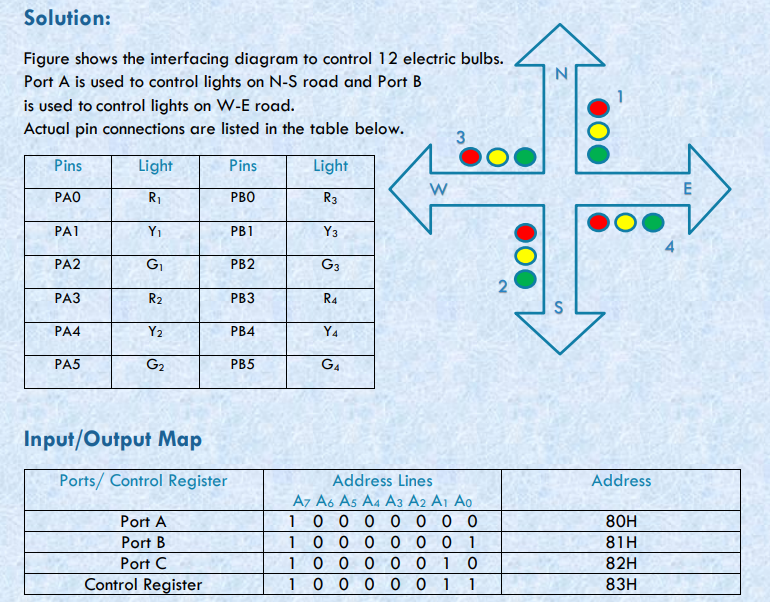 Solution:
Figure shows the interfacing diagram to control 12 electric bulbs.
Port A is used to control lights on N-S road and Port B
is used to control lights on W-E road.
Actual pin connections are listed in the table below.
Pins Light Pins Light
PA0 R1 PB0 R3
PA1 Y1 PB1 Y3
PA2 G1 PB2 G3
PA3 R2 PB3 R4
PA4 Y2 PB4 Y4
PA5 G2 PB5 G4
N
1
3
W
E
4
2
S
Input/Output Map
Ports/ Control Register Address Lines Address
A7 A6 A5 A4 A3 A2 A1 A0
Port A 1 0 0 0 0 0 0 0 80H
Port B 1 0 0 0 0 0 0 1 81H
Port C 1 0 0 0 0 0 1 0 82H
Control Register 1 0 0 0 0 0 1 1 83H